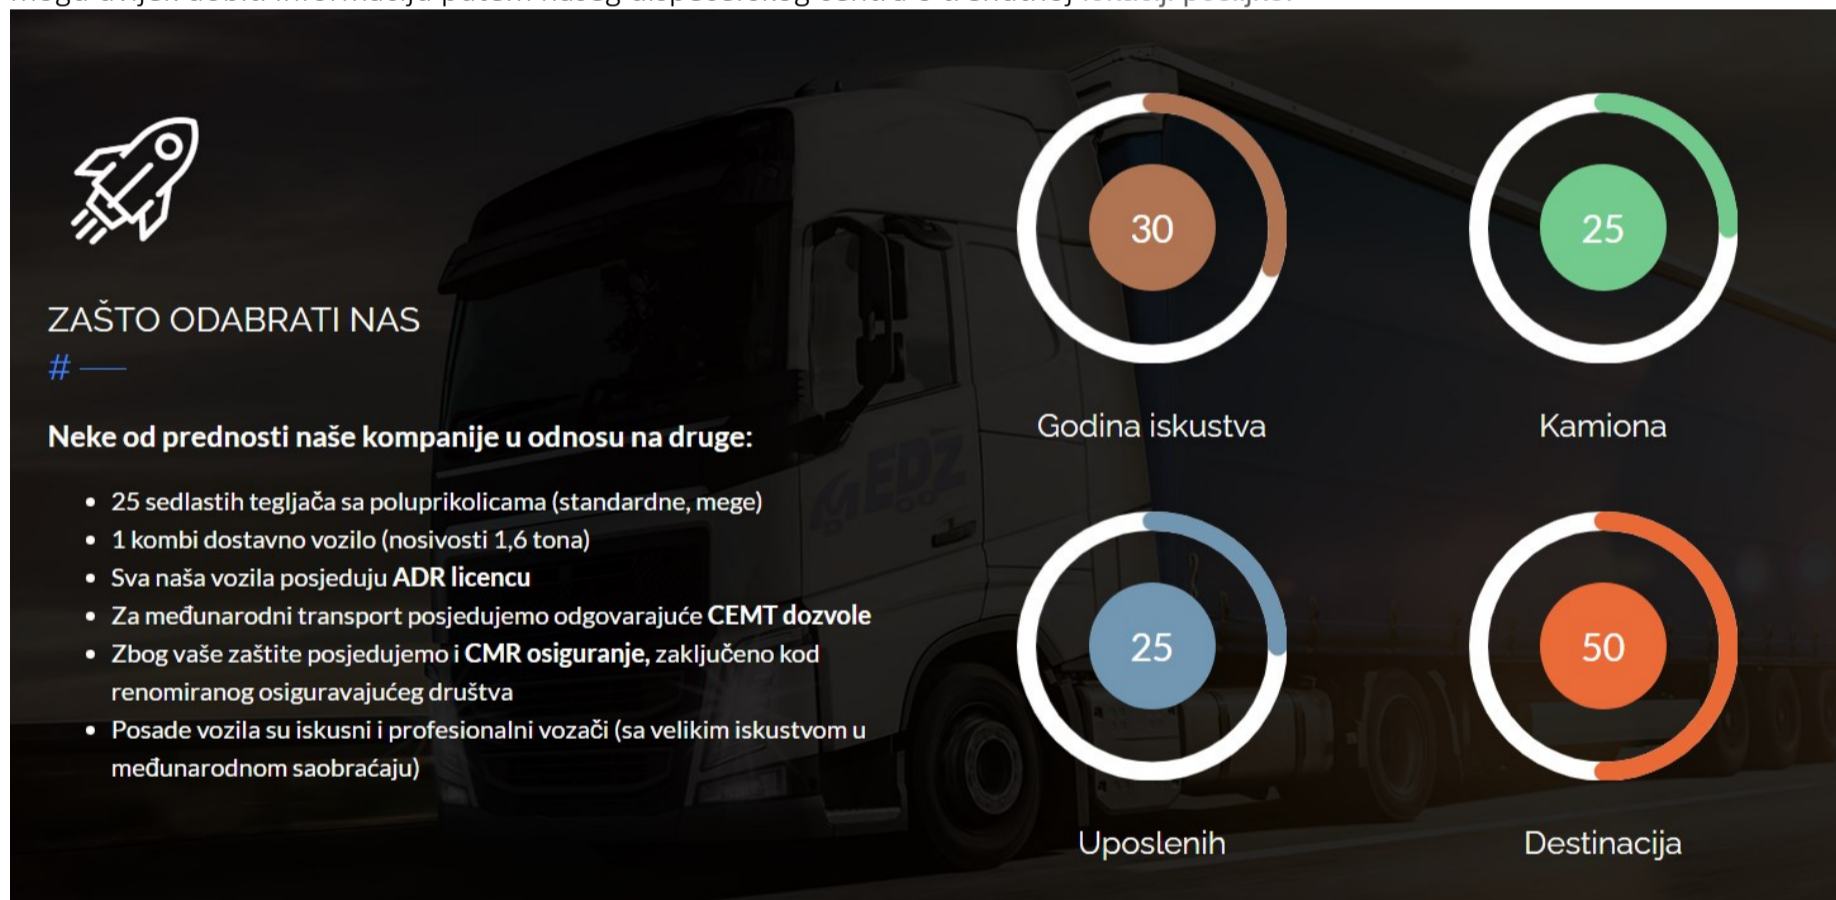 ZAŠTO ODABRATI NAS
#
Neke od prednosti naše kompanije u odnosu na druge:
25 sedlastih tegljača sa poluprikolicama (standardne, mege)
1 kombi dostavno vozilo (nosivosti 1,6 tona)
Sva naša vozila posjeduju ADR licencu
Za međunarodni transport posjedujemo odgovarajuće CEMT dozvole
Zbog vaše zaštite posjedujemo i CMR osiguranje, zaključeno kod
renomiranog osiguravajućeg društva
Posade vozila su iskusni i profesionalni vozači (sa velikim iskustvom u
međunarodnom saobraćaju)
MEDZ
30
Godina iskustva
25
Kamiona
25
Uposlenih
50
Destinacija